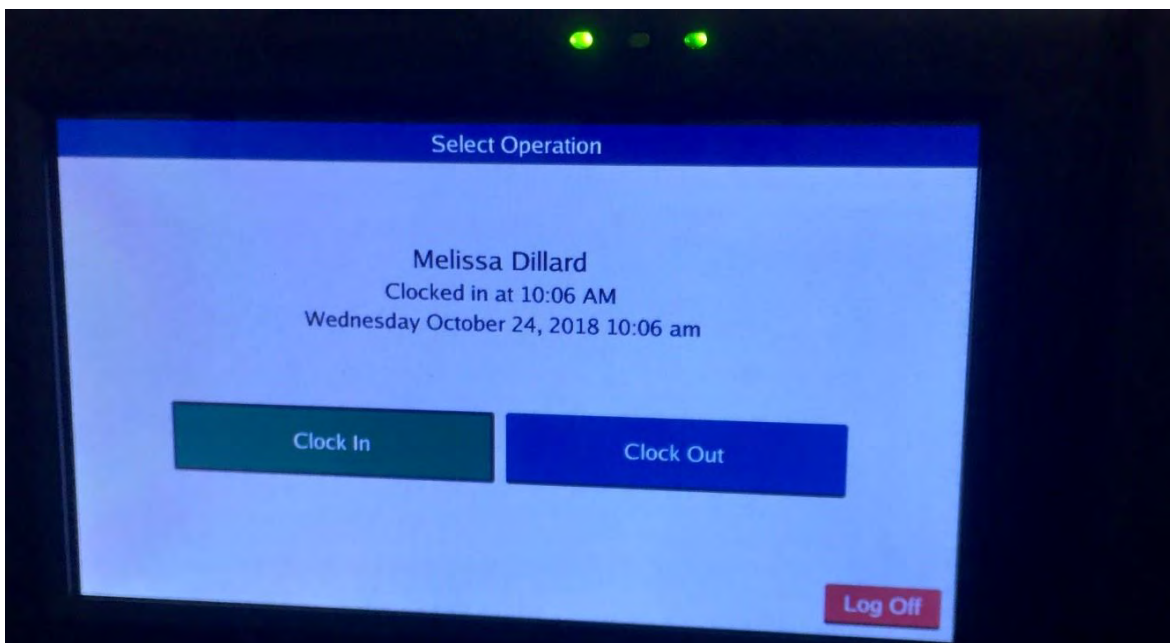 Select Operation
Melissa Dillard
Clocked in at 10:06 AM
Wednesday October 24, 2018 10:06 am
Clock In
Clock Out
Log Off